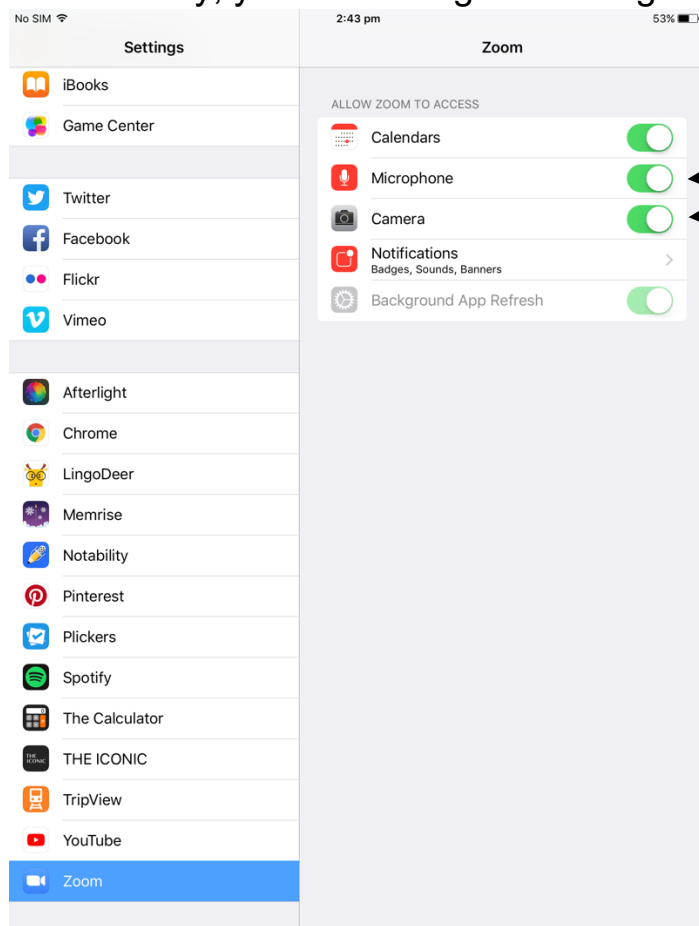 No SIM 2:43 pm 53%
Settings
iBooks
Game Center
Twitter
Facebook
Flickr
Vimeo
Afterlight
Chrome
LingoDeer
Memrise
Notability
Pinterest
Plickers
Spotify
The Calculator
THE ICONIC
THE ICONIC
TripView
YouTube
Zoom
Zoom
ALLOW ZOOM TO ACCESS
Calendars
Microphone
Camera
Notifications
Badges, Sounds, Banners
Background App Refresh